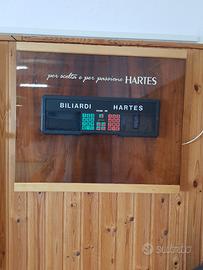 per scelta e per passione HARTES
BILIARDI HARTES
subito